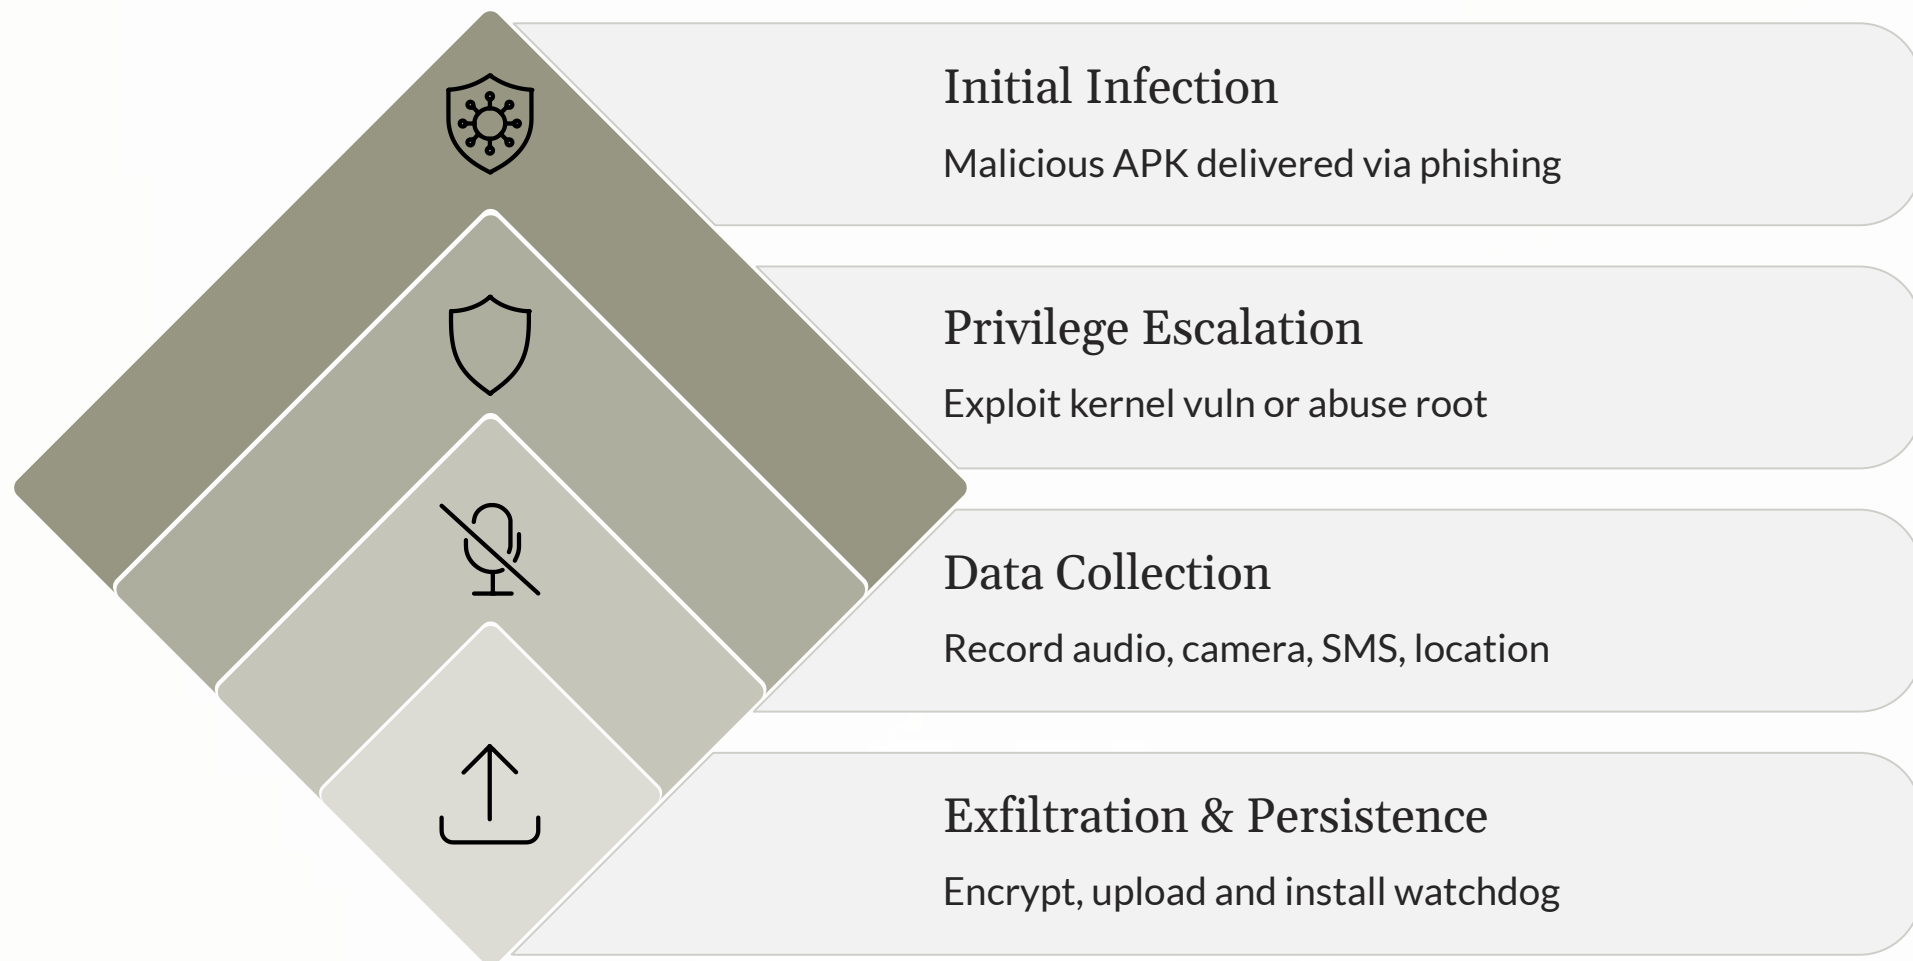 Initial Infection
Malicious APK delivered via phishing
Privilege Escalation
Exploit kernel vuln or abuse root
Data Collection
Record audio, camera, SMS, location
Exfiltration & Persistence
Encrypt, upload and install watchdog